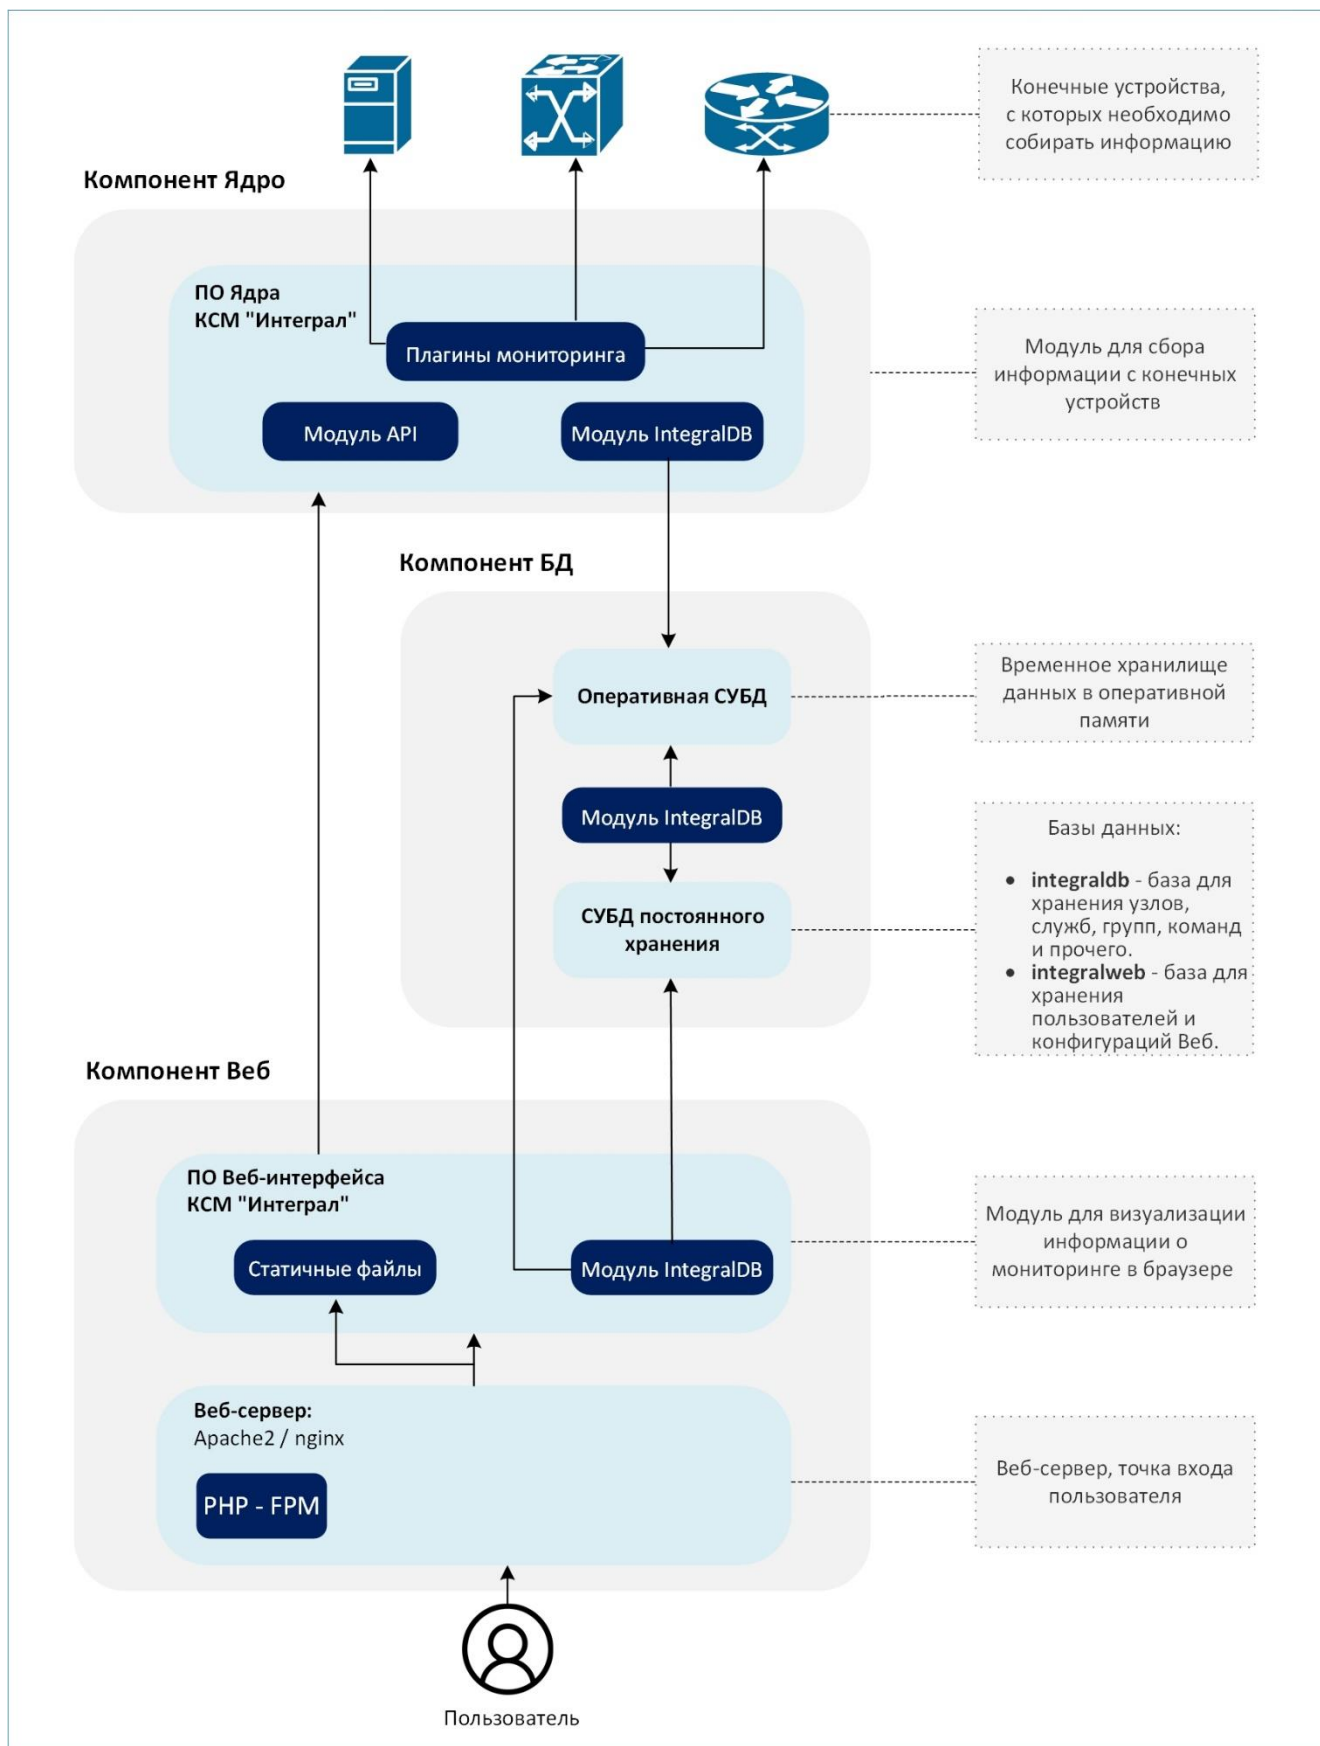 Конечные устройства,
с которых необходимо
собирать информацию
Компонент Ядро
ПО Ядра
КСМ "Интеграл"
Плагины мониторинга
Модуль API
Модуль IntegralDB
Модуль для сбора
информации с конечных
устройств
Компонент БД
Оперативная СУБД
Временное хранилище
данных в оперативной
памяти
Модуль IntegralDB
СУБД постоянного
хранения
Базы данных:
• integraldb - база для
хранения узлов,
служб, групп, команд
и прочего.
• integralweb - база для
хранения
пользователей и
конфигураций Веб.
Компонент Веб
ПО Веб-интерфейса
КСМ "Интеграл"
Статичные файлы
Модуль IntegralDB
Модуль для визуализации
информации о
мониторинге в браузере
Веб-сервер:
Apache2 / nginx
PHP - FPM
Веб-сервер, точка входа
пользователя
Пользователь